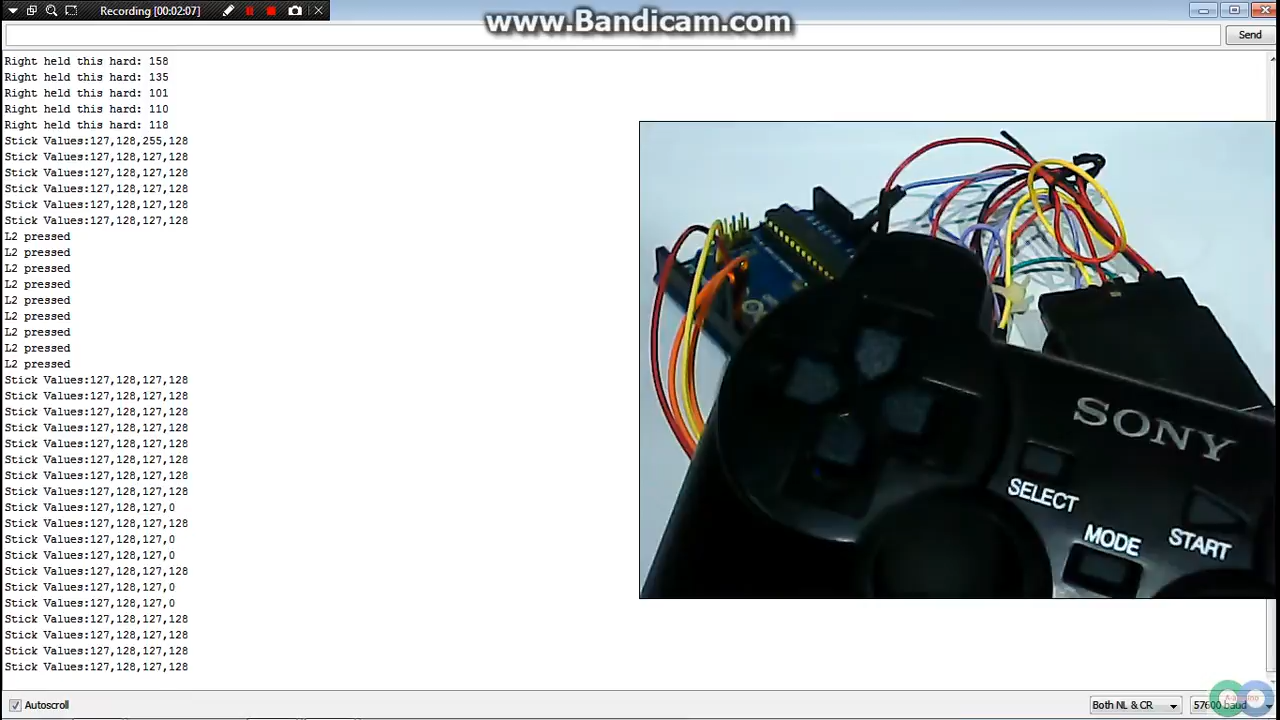 Recording [00:02:07]
www.Bandicam.com
Send
Right held this hard: 158
Right held this hard: 135
Right held this hard: 101
Right held this hard: 110
Right held this hard: 118
Stick Values:127,128,255,128
Stick Values:127,128,127,128
Stick Values:127,128,127,128
Stick Values:127,128,127,128
Stick Values:127,128,127,128
Stick Values:127,128,127,128
L2 pressed
L2 pressed
L2 pressed
L2 pressed
L2 pressed
L2 pressed
L2 pressed
L2 pressed
L2 pressed
Stick Values:127,128,127,128
Stick Values:127,128,127,128
Stick Values:127,128,127,128
Stick Values:127,128,127,128
Stick Values:127,128,127,128
Stick Values:127,128,127,128
Stick Values:127,128,127,128
Stick Values:127,128,127,128
Stick Values:127,128,127,0
Stick Values:127,128,127,128
Stick Values:127,128,127,0
Stick Values:127,128,127,0
Stick Values:127,128,127,128
Stick Values:127,128,127,0
Stick Values:127,128,127,0
Stick Values:127,128,127,128
Stick Values:127,128,127,128
Stick Values:127,128,127,128
Stick Values:127,128,127,128
SONY
SELECT
MODE
START
Autoscroll
Both NL & CR
57600 baud